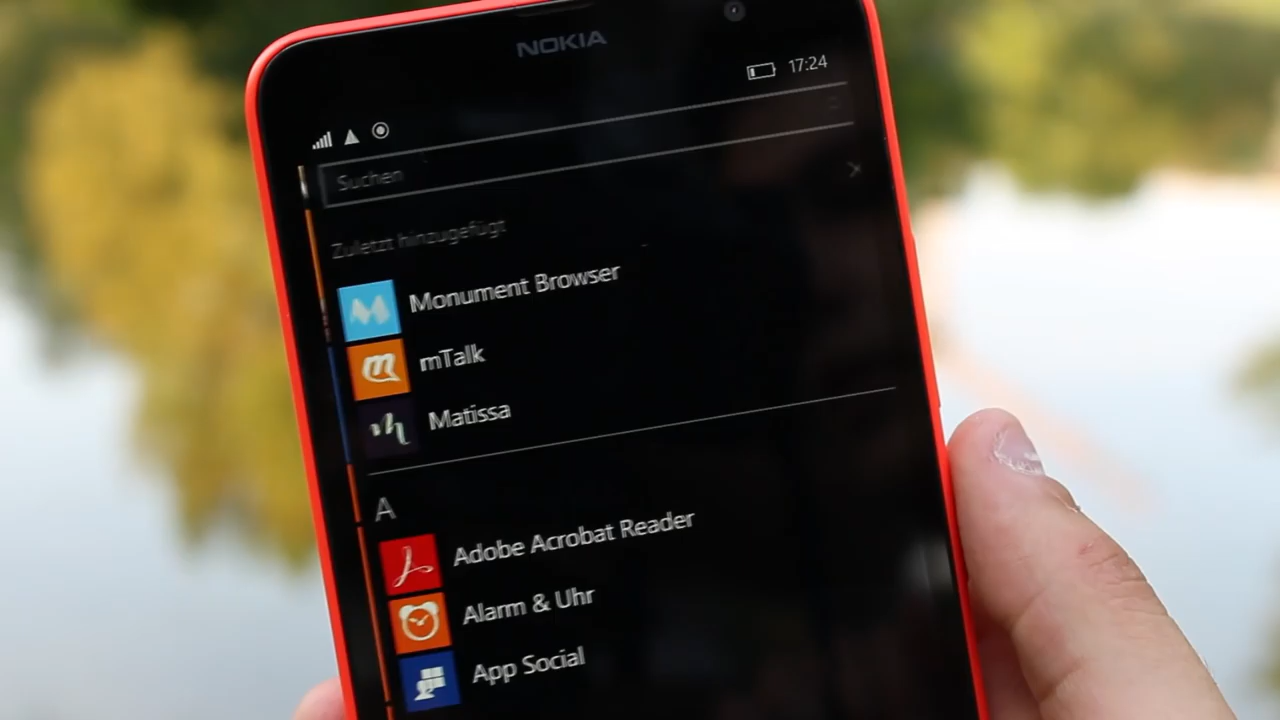 NOKIA
17:24
Suchen
Zuletzt hinzugefügt
Monument Browser
mTalk
Matissa
A
Adobe Acrobat Reader
Alarm & Uhr
App Social